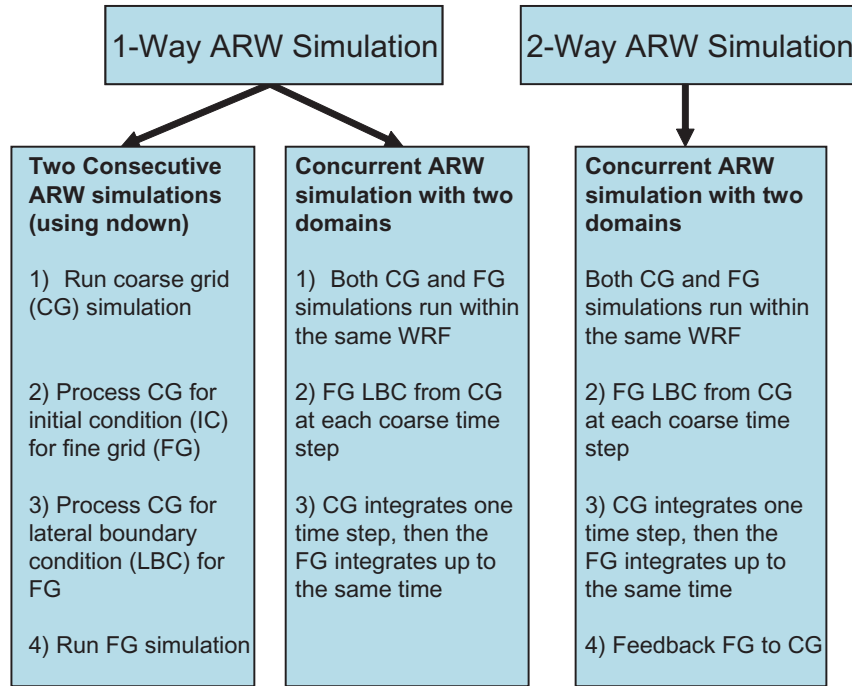 1-Way ARW Simulation
2-Way ARW Simulation
Two Consecutive
ARW simulations
(using ndown)
1) Run coarse grid
(CG) simulation
2) Process CG for
initial condition (IC)
for fine grid (FG)
3) Process CG for
lateral boundary
condition (LBC) for
FG
4) Run FG simulation
Concurrent ARW
simulation with two
domains
1) Both CG and FG
simulations run within
the same WRF
2) FG LBC from CG
at each coarse time
step
3) CG integrates one
time step, then the
FG integrates up to
the same time
Concurrent ARW
simulation with two
domains
Both CG and FG
simulations run within
the same WRF
2) FG LBC from CG
at each coarse time
step
3) CG integrates one
time step, then the
FG integrates up to
the same time
4) Feedback FG to CG